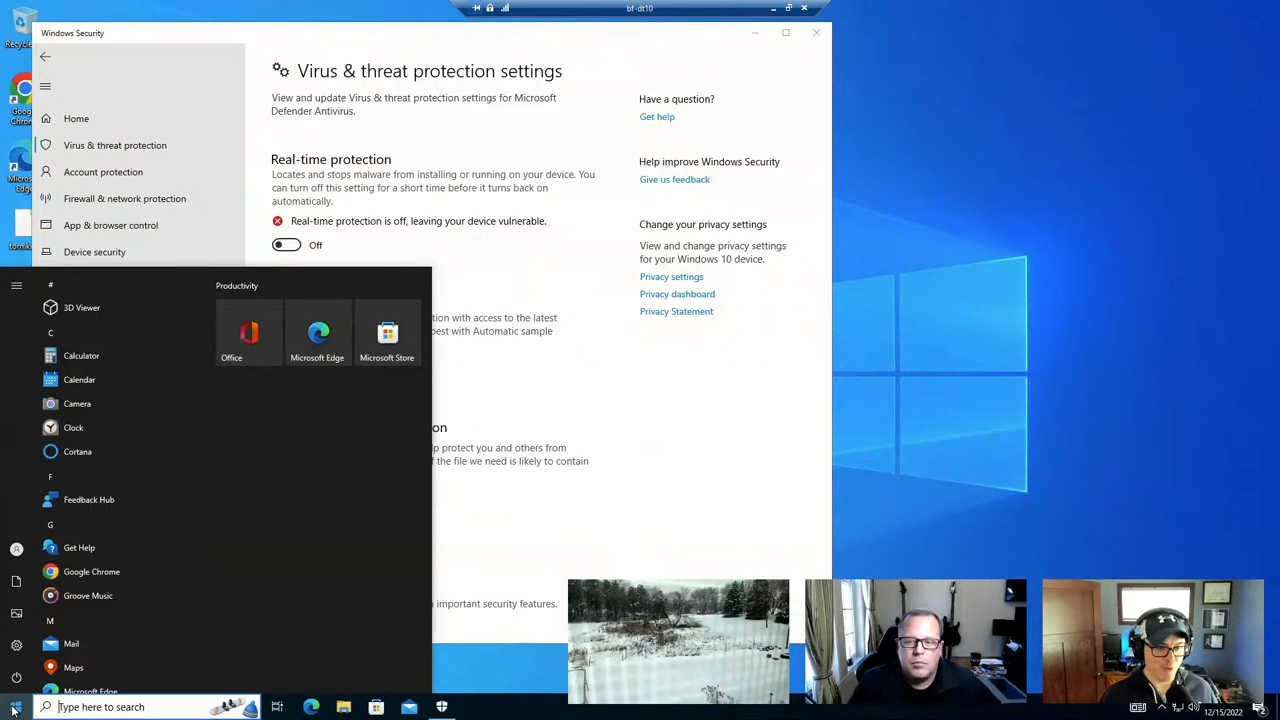 bf-dt10
Windows Security
Virus & threat protection settings
View and update Virus & threat protection settings for Microsoft
Defender Antivirus.
Have a question?
Get help
Home
Virus & threat protection
Account protection
Firewall & network protection
App & browser control
Device security
Real-time protection
Locates and stops malware from installing or running on your device. You
can turn off this setting for a short time before it turns back on
automatically.
Real-time protection is off, leaving your device vulnerable.
Off
Help improve Windows Security
Give us feedback
Change your privacy settings
View and change privacy settings
for your Windows 10 device.
Privacy settings
Privacy dashboard
Privacy Statement
tion with access to the latest
best with Automatic sample
on
lp protect you and others from
f the file we need is likely to contain
important security features.
#
3D Viewer
C
Calculator
Calendar
Camera
Clock
Cortana
F
Feedback Hub
G
Get Help
Google Chrome
Groove Music
M
Mail
Maps
Microsoft Edge
Productivity
Office
Microsoft Edge
Microsoft Store
Type here to search
12/15/2022